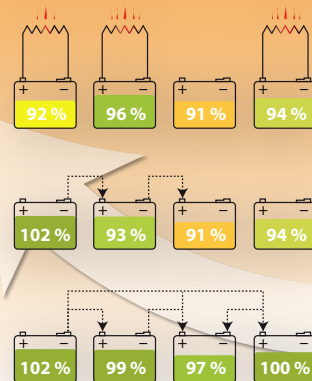 + − + − + − + −
92 % 96 % 91 % 94 %
+ − + − + − + −
102 % 93 % 91 % 94 %
+ − + − + − + −
102 % 99 % 97 % 100 %